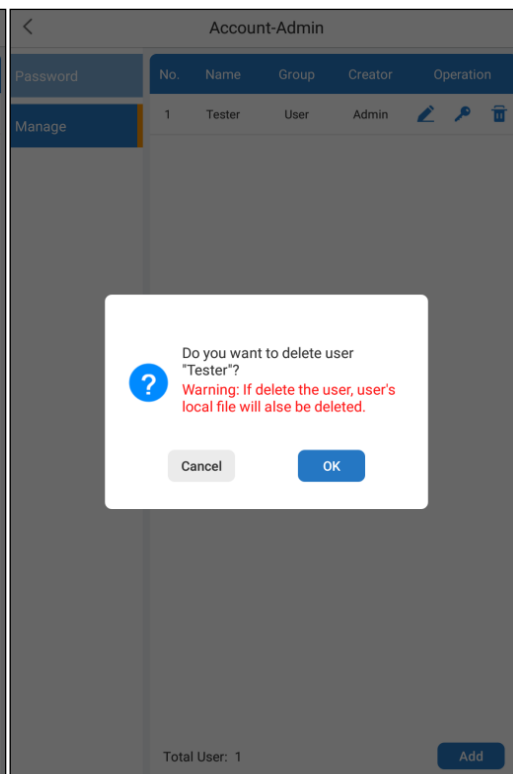 Account-Admin
Password
Manage
No. Name Group Creator Operation
1 Tester User Admin
Do you want to delete user
"Tester"?
Warning: If delete the user, user's
local file will alse be deleted.
Cancel OK
Total User: 1 Add